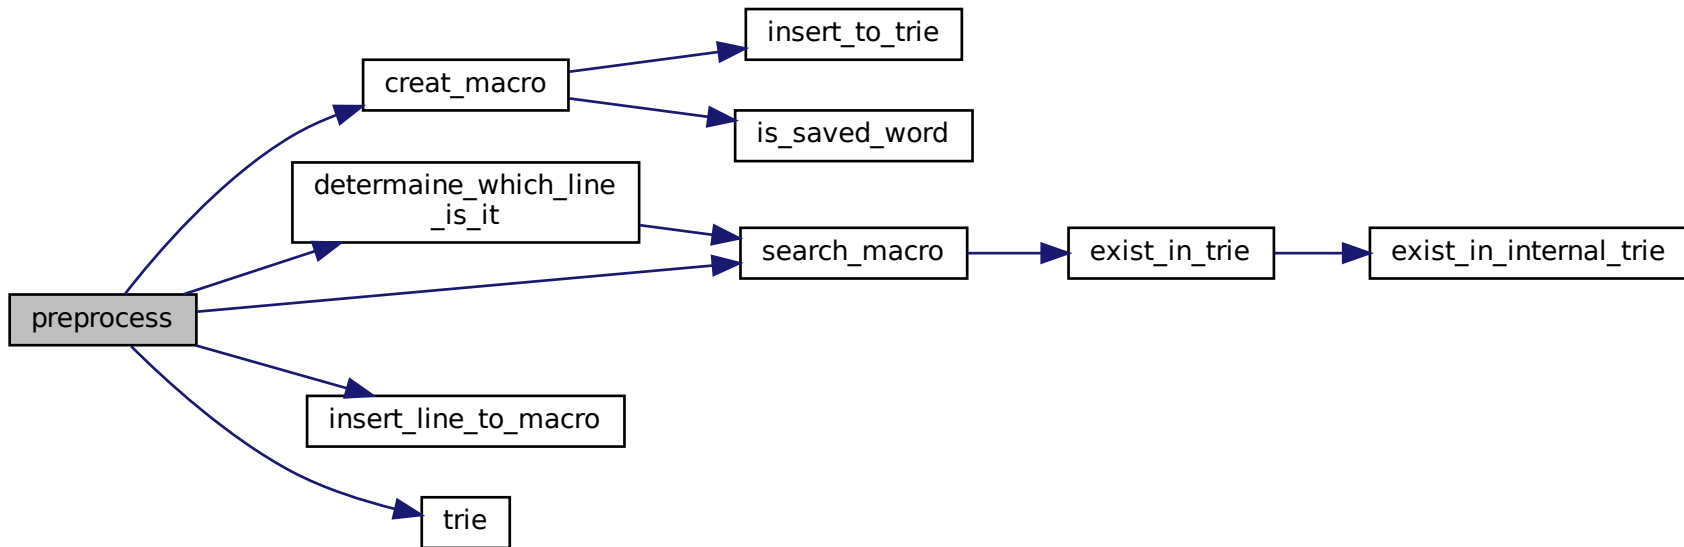 preprocess
creat_macro
insert_to_trie
is_saved_word
determaine_which_line
_is_it
search_macro
exist_in_trie
exist_in_internal_trie
insert_line_to_macro
trie